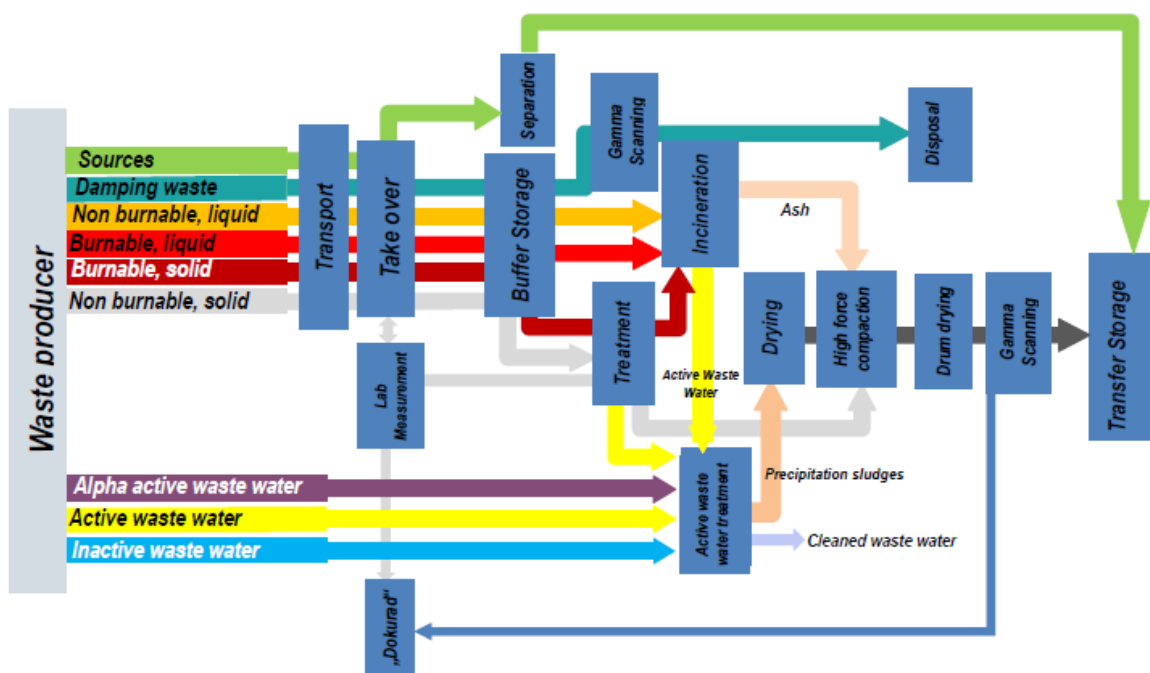 Waste producer
Sources
Damping waste
Non burnable, liquid
Burnable, liquid
Burnable, solid
Non burnable, solid
Alpha active waste water
Active waste water
Inactive waste water
Transport
Take over
Lab
Measurement
„Dokurad“
Separation
Buffer Storage
Gamma
Scanning
Treatment
Incineration
Active Waste
Water
Active waste
water treatment
Ash
Drying
Precipitation sludges
Cleaned waste water
High force
compaction
Disposal
Drum drying
Gamma
Scanning
Transfer Storage